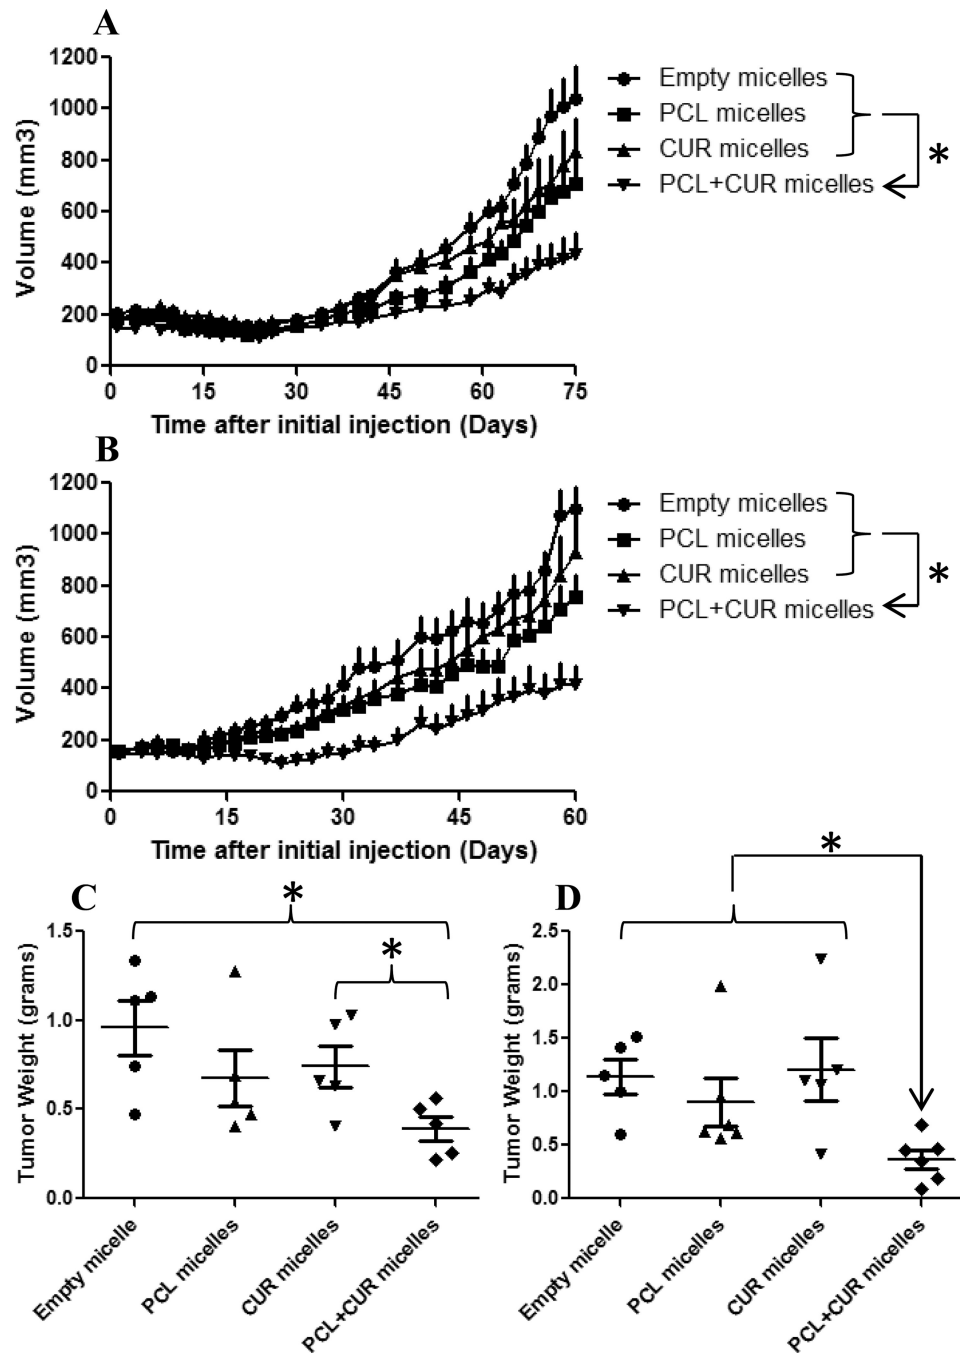 A
1200
1000
800
600
400
200
0
Volume (mm3)
0 15 30 45 60 75
Time after initial injection (Days)
Empty micelles
PCL micelles
CUR micelles
PCL+CUR micelles
*
B
1200
1000
800
600
400
200
0
Volume (mm3)
0 15 30 45 60
Time after initial injection (Days)
Empty micelles
PCL micelles
CUR micelles
PCL+CUR micelles
*
C
*
*
1.5
1.0
0.5
0.0
Tumor Weight (grams)
Empty micelle
PCL micelles
CUR micelles
PCL+CUR micelles
D
*
2.5
2.0
1.5
1.0
0.5
0.0
Tumor Weight (grams)
Empty micelle
PCL micelles
CUR micelles
PCL+CUR micelles